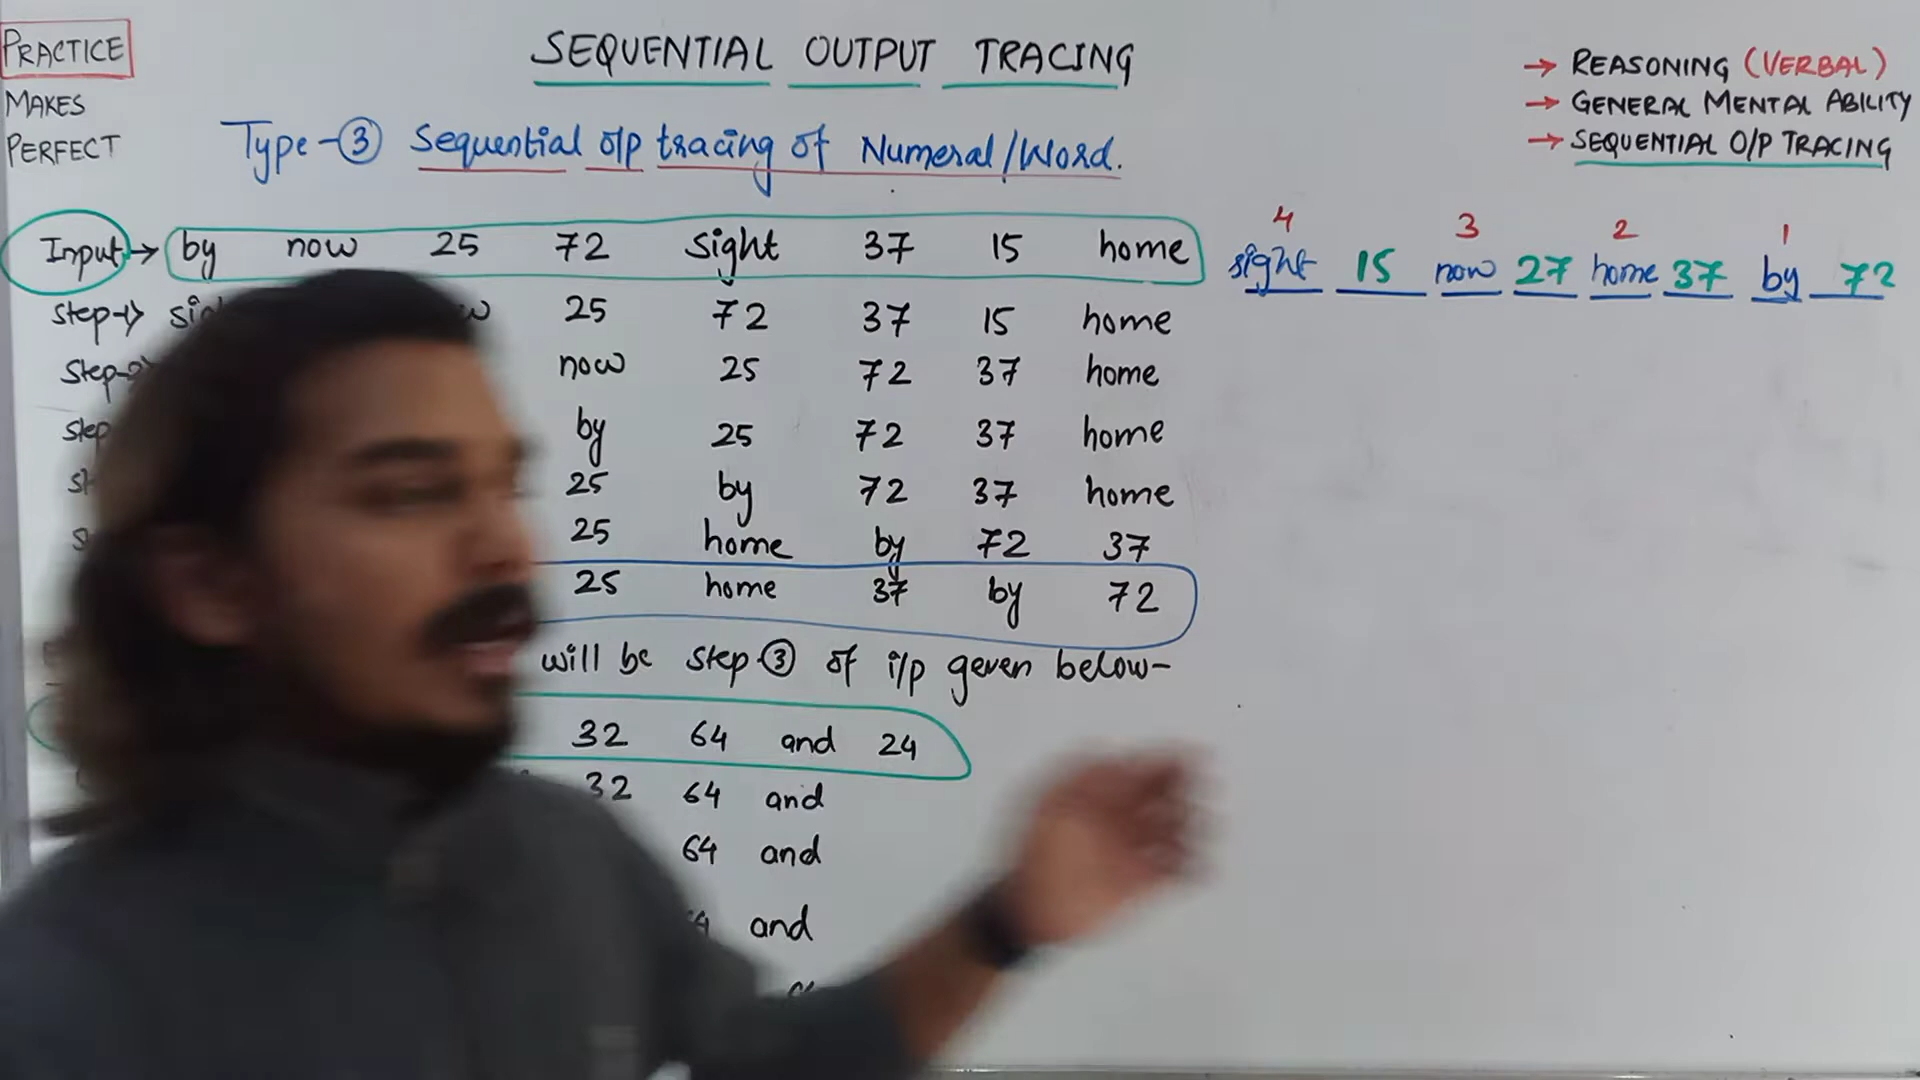 PRACTICE
MAKES
PERFECT
SEQUENTIAL OUTPUT TRACING
Type-③ Sequential o/p tracing of Numeral/Word.
→ REASONING (VERBAL)
→ GENERAL MENTAL ABILITY
→ SEQUENTIAL O/P TRACING
Input → by now 25 72 sight 37 15 home
step-1> 25 72 37 15 home
now 25 72 37 home
step by 25 72 37 home
25 by 72 37 home
25 home by 72 37
25 home 37 by 72
will be step ③ of i/p geven below-
32 64 and 24
32 64 and
64 and
and
4 3 2 1
sight 15 now 27 home 37 by 72